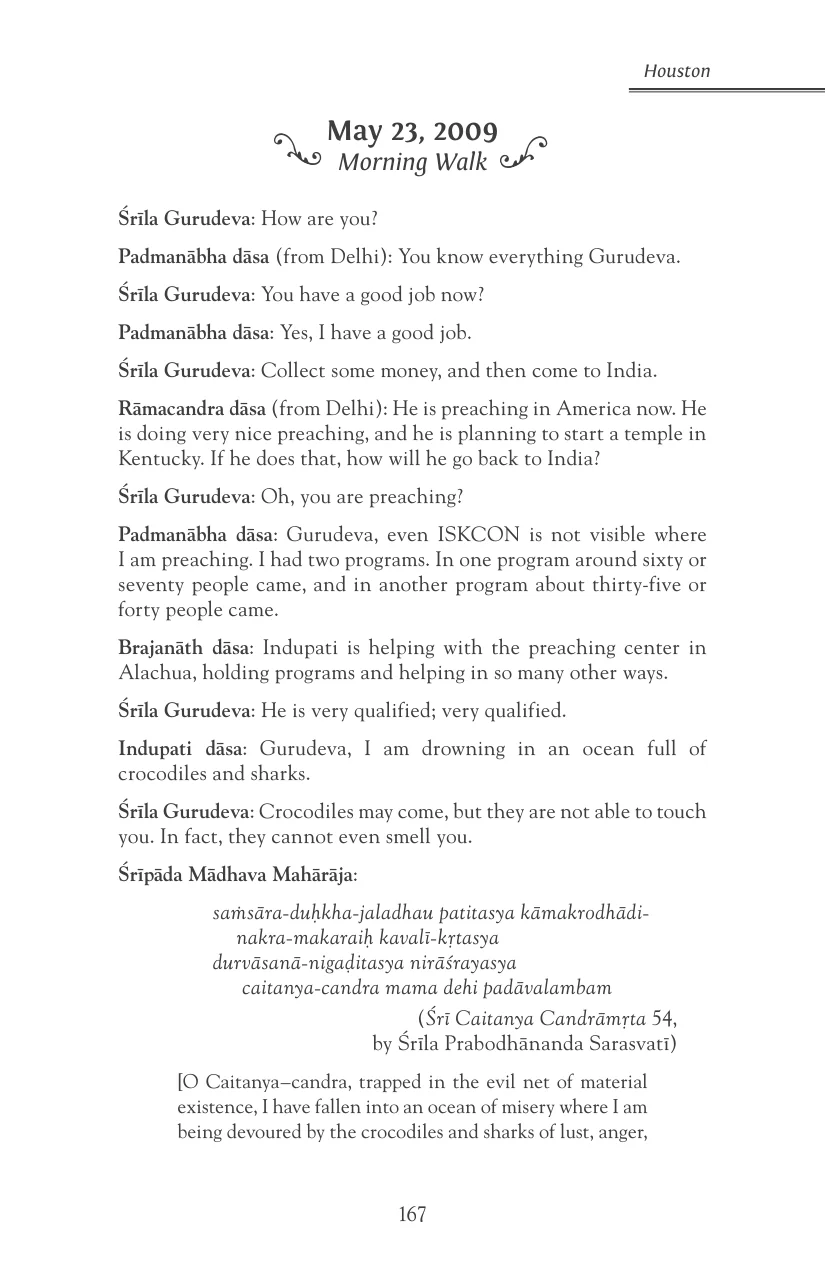 Houston
May 23, 2009
Morning Walk
Śrīla Gurudeva: How are you?
Padmanābha dāsa (from Delhi): You know everything Gurudeva.
Śrīla Gurudeva: You have a good job now?
Padmanābha dāsa: Yes, I have a good job.
Śrīla Gurudeva: Collect some money, and then come to India.
Rāmacandra dāsa (from Delhi): He is preaching in America now. He
is doing very nice preaching, and he is planning to start a temple in
Kentucky. If he does that, how will he go back to India?
Śrīla Gurudeva: Oh, you are preaching?
Padmanābha dāsa: Gurudeva, even ISKCON is not visible where
I am preaching. I had two programs. In one program around sixty or
seventy people came, and in another program about thirty-five or
forty people came.
Brajanāth dāsa: Indupati is helping with the preaching center in
Alachua, holding programs and helping in so many other ways.
Śrīla Gurudeva: He is very qualified; very qualified.
Indupati dāsa: Gurudeva, I am drowning in an ocean full of
crocodiles and sharks.
Śrīla Gurudeva: Crocodiles may come, but they are not able to touch
you. In fact, they cannot even smell you.
Śrīpāda Mādhava Mahārāja:
saṁsāra-duḥkha-jaladhau patitasya kāmakrodhādi-
nakra-makaraiḥ kavalī-kṛtasya
durvāsanā-nigaḍitasya nirāśrayasya
caitanya-candra mama dehi padāvalambam
(Śrī Caitanya Candrāmṛta 54,
by Śrīla Prabodhānanda Sarasvatī)
[O Caitanya–candra, trapped in the evil net of material
existence, I have fallen into an ocean of misery where I am
being devoured by the crocodiles and sharks of lust, anger,
167